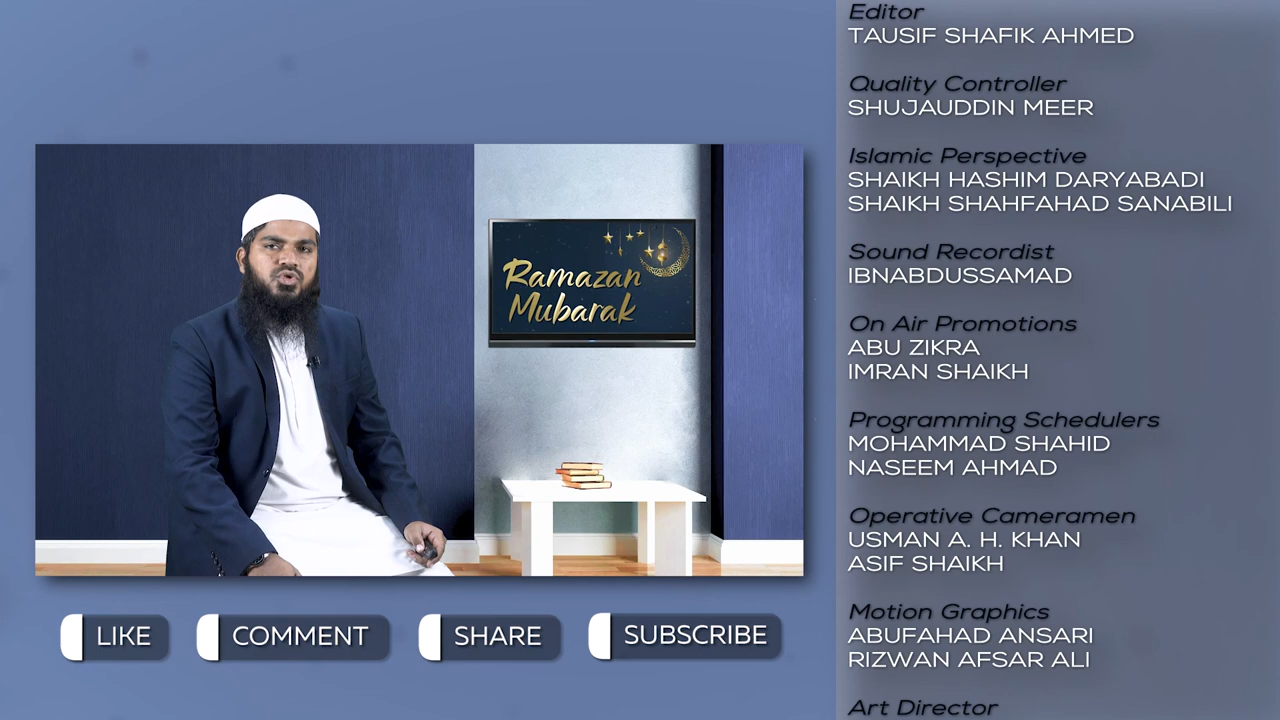 Ramazan
Mubarak
LIKE
COMMENT
SHARE
SUBSCRIBE
Editor
TAUSIF SHAFIK AHMED
Quality Controller
SHUJAUDDIN MEER
Islamic Perspective
SHAIKH HASHIM DARYABADI
SHAIKH SHAHFAHAD SANABILI
Sound Recordist
IBNABDUSSAMAD
On Air Promotions
ABU ZIKRA
IMRAN SHAIKH
Programming Schedulers
MOHAMMAD SHAHID
NASEEM AHMAD
Operative Cameramen
USMAN A. H. KHAN
ASIF SHAIKH
Motion Graphics
ABUFAHAD ANSARI
RIZWAN AFSAR ALI
Art Director